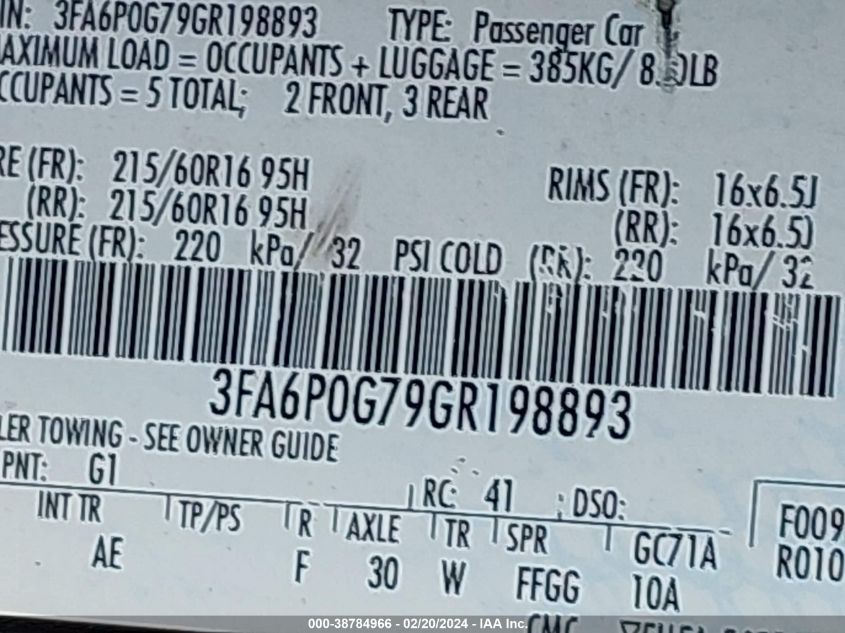 IN: 3FA6P0G79GR198893 TYPE: Passenger Car
AXIMUM LOAD = OCCUPANTS + LUGGAGE = 385KG/ 8 0LB
CCUPANTS = 5 TOTAL; 2 FRONT, 3 REAR
RE (FR): 215/60R16 95H RIMS (FR): 16x6.5J
(RR): 215/60R16 95H (RR): 16x6.5J
ESSURE (FR): 220 kPa/ 32 PSI COLD (RR): 220 kPa/ 32
3FA6P0G79GR198893
LER TOWING - SEE OWNER GUIDE
PNT: G1 RC: 41 DSO:
INT TR TP/PS R AXLE TR SPR GC71A F009
AE F 30 W FFGG 10A R010
000-38784966 - 02/20/2024 - IAA Inc.